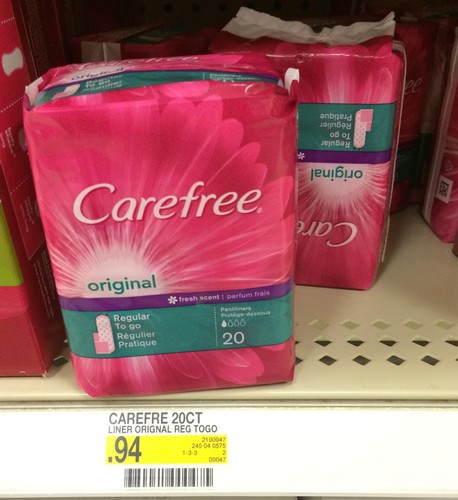 Carefree
original
fresh scent | parfum frais
Regular
To go
Régulier
Pratique
Pantiliners
Protège-dessous
20
Regular
To go
Régulier
Pratique
original
CAREFRE 20CT
LINER ORIGNAL REG TOGO
.94
2100047
245 04 0575
1-3-3 2
00047